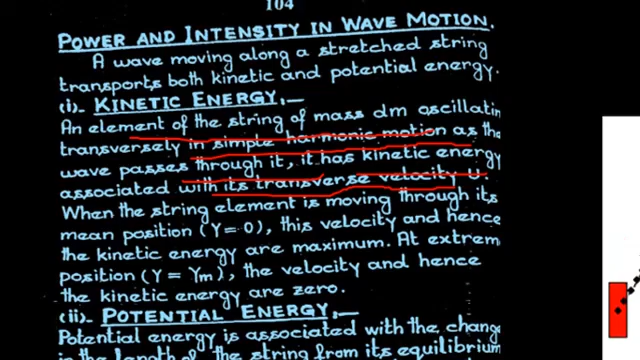 104
POWER AND INTENSITY IN WAVE MOTION.
A wave moving along a stretched string
transports both kinetic and potential energy.
(i)- KINETIC ENERGY.-
An element of the string of mass dm oscillatin
transversely in simple harmonic motion as the
wave passes through it, it has kinetic energy
associated with its transverse velocity u.
When the string element is moving through its
mean position (Y=0), this velocity and hence
the kinetic energy are maximum. At extrem
position (Y=Ym), the velocity and hence
the kinetic energy are zero.
(ii)- POTENTIAL ENERGY.-
Potential energy is associated with the chang
in the length of the string from its equilibrium